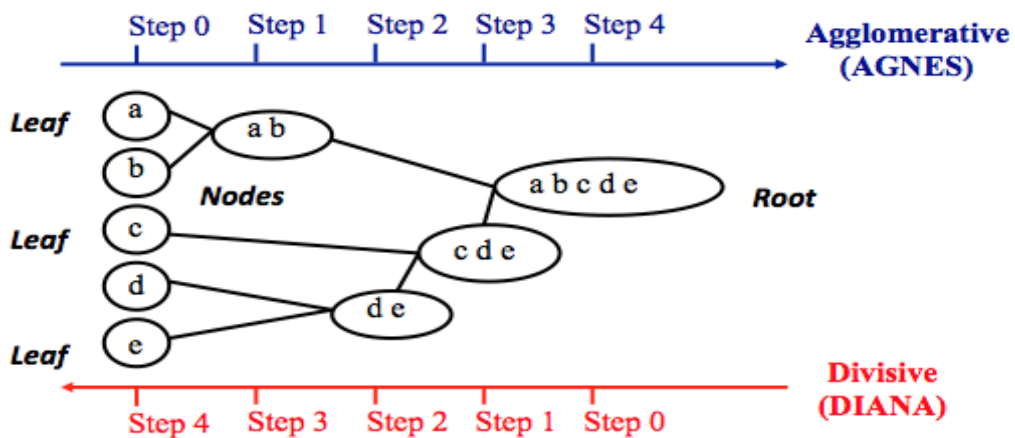 Step 0 Step 1 Step 2 Step 3 Step 4
Agglomerative
(AGNES)
Leaf
a
a b
b
Nodes
a b c d e
Root
Leaf
c
c d e
d
d e
Leaf
e
Divisive
(DIANA)
Step 4 Step 3 Step 2 Step 1 Step 0